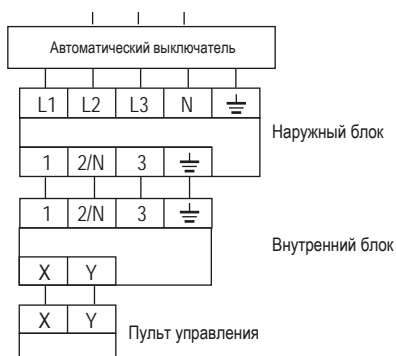 Автоматический выключатель
L1 L2 L3 N
Наружный блок
1 2/N 3
1 2/N 3
Внутренний блок
X Y
X Y
Пульт управления